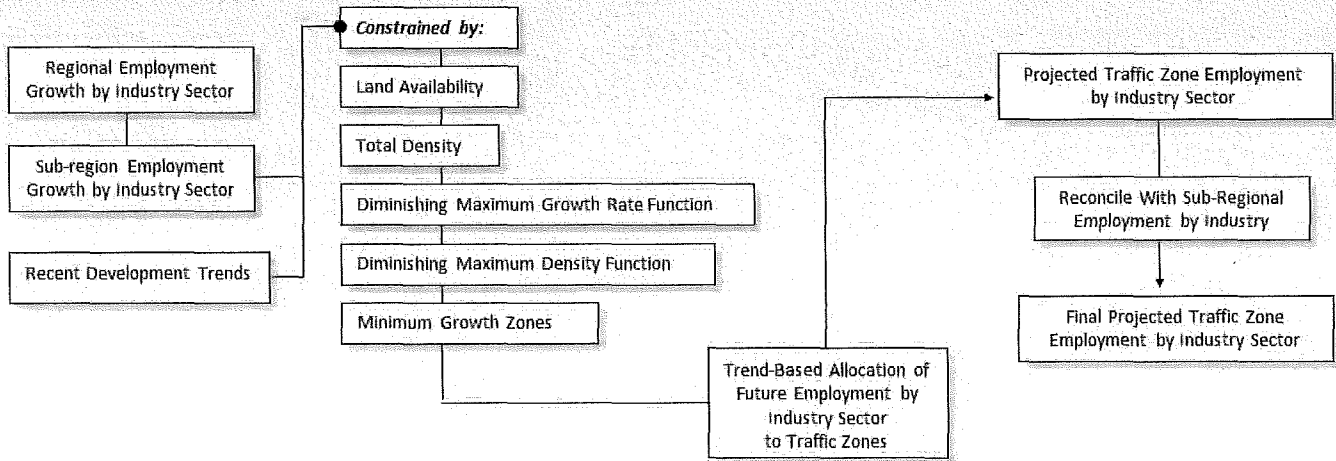 Regional Employment
Growth by Industry Sector
Sub-region Employment
Growth by Industry Sector
Recent Development Trends
Constrained by:
Land Availability
Total Density
Diminishing Maximum Growth Rate Function
Diminishing Maximum Density Function
Minimum Growth Zones
Trend-Based Allocation of
Future Employment by
Industry Sector
to Traffic Zones
Projected Traffic Zone Employment
by Industry Sector
Reconcile With Sub-Regional
Employment by Industry
Final Projected Traffic Zone
Employment by Industry Sector